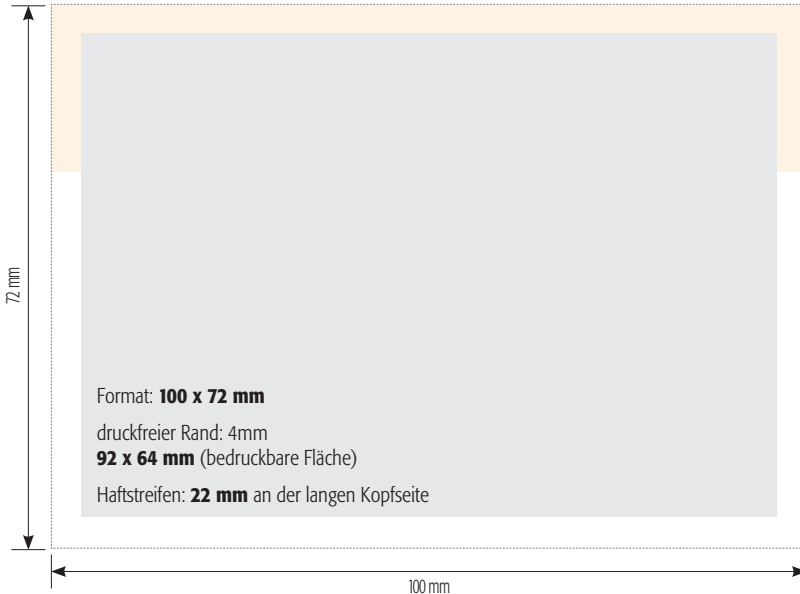 72 mm
Format: 100 x 72 mm
druckfreier Rand: 4mm
92 x 64 mm (bedruckbare Fläche)
Haftstreifen: 22 mm an der langen Kopfseite
100 mm